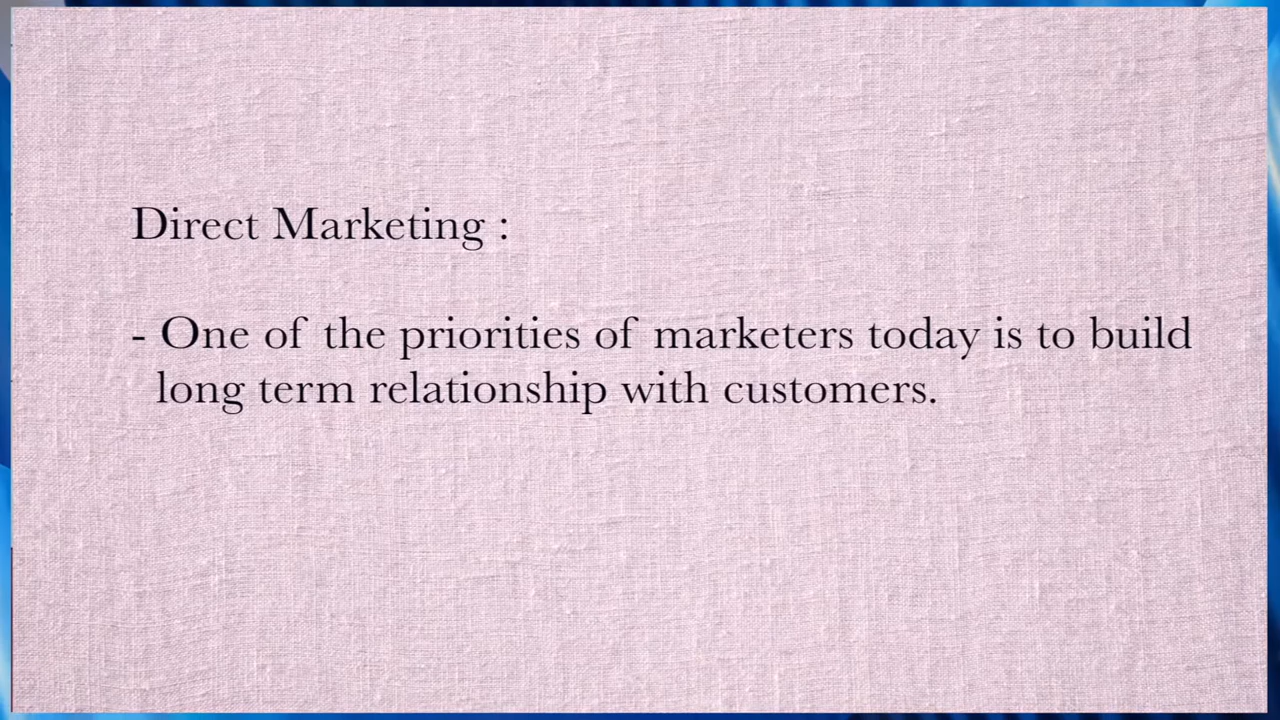 Direct Marketing :
- One of the priorities of marketers today is to build
long term relationship with customers.